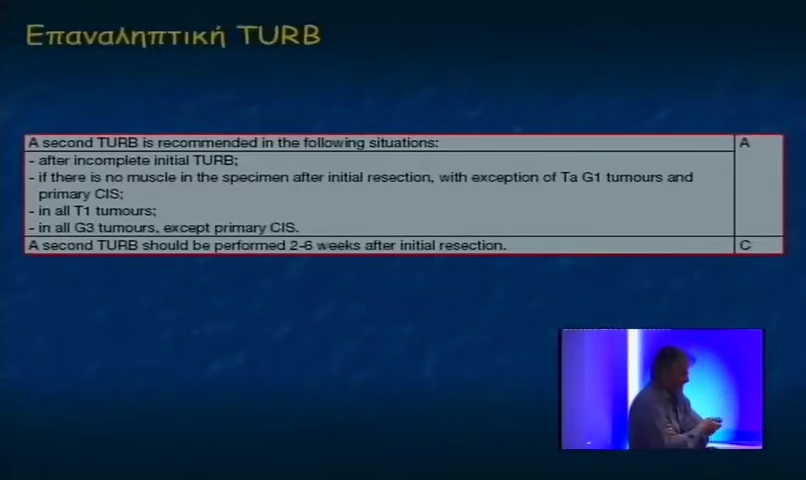 Επαναληπτική TURB
A second TURB is recommended in the following situations:
A
- after incomplete initial TURB;
- if there is no muscle in the specimen after initial resection, with exception of Ta G1 tumours and
primary CIS;
- in all T1 tumours;
- in all G3 tumours, except primary CIS.
A second TURB should be performed 2-6 weeks after initial resection.
C